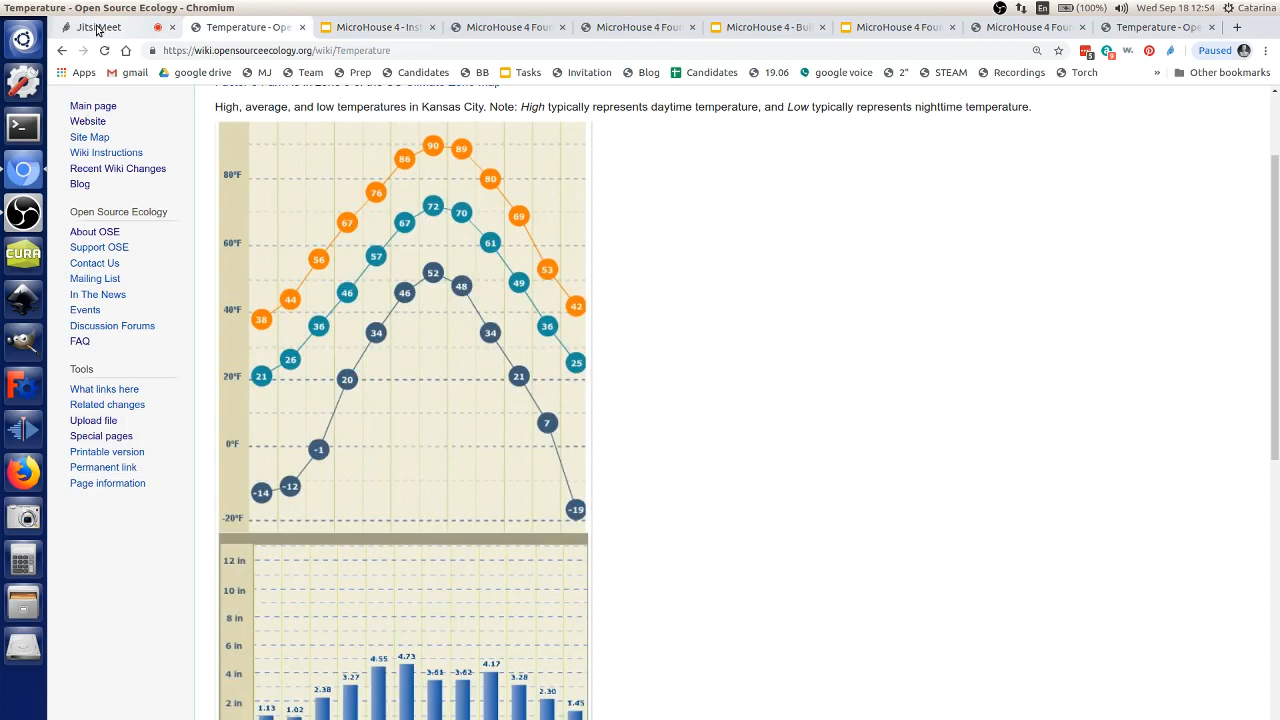 Temperature - Open Source Ecology - Chromium
En (100%) Wed Sep 18 12:54 Catarina
Jitsi Meet
Temperature - Ope
MicroHouse 4 - Ins
MicroHouse 4 Foun
MicroHouse 4 Foun
MicroHouse 4 - Bu
MicroHouse 4 Foun
MicroHouse 4 Foun
Temperature - Ope
https://wiki.opensourceecology.org/wiki/Temperature
Paused
Apps gmail google drive MJ Team Prep Candidates BB Tasks Invitation Blog Candidates 19.06 google voice 2" STEAM Recordings Torch » Other bookmarks
High, average, and low temperatures in Kansas City. Note: High typically represents daytime temperature, and Low typically represents nighttime temperature.
Main page
Website
Site Map
Wiki Instructions
Recent Wiki Changes
Blog
Open Source Ecology
About OSE
Support OSE
Contact Us
Mailing List
In The News
Events
Discussion Forums
FAQ
Tools
What links here
Related changes
Upload file
Special pages
Printable version
Permanent link
Page information
CURA
80°F
60°F
40°F
20°F
0°F
-20°F
38 44 56 67 76 86 90 89 80 69 53 42
21 26 36 46 57 67 72 70 61 49 36 25
-14 -12 -1 20 34 46 52 48 34 21 7 -19
12 in
10 in
8 in
6 in
4 in
2 in
1.13 1.02 2.38 3.27 4.55 4.73 3.51 3.62 4.17 3.28 2.30 1.45